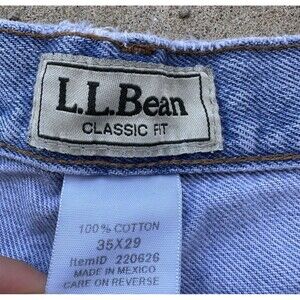 L.L.Bean
CLASSIC FIT
100% COTTON
35X29
ItemID 220626
MADE IN MEXICO
CARE ON REVERSE